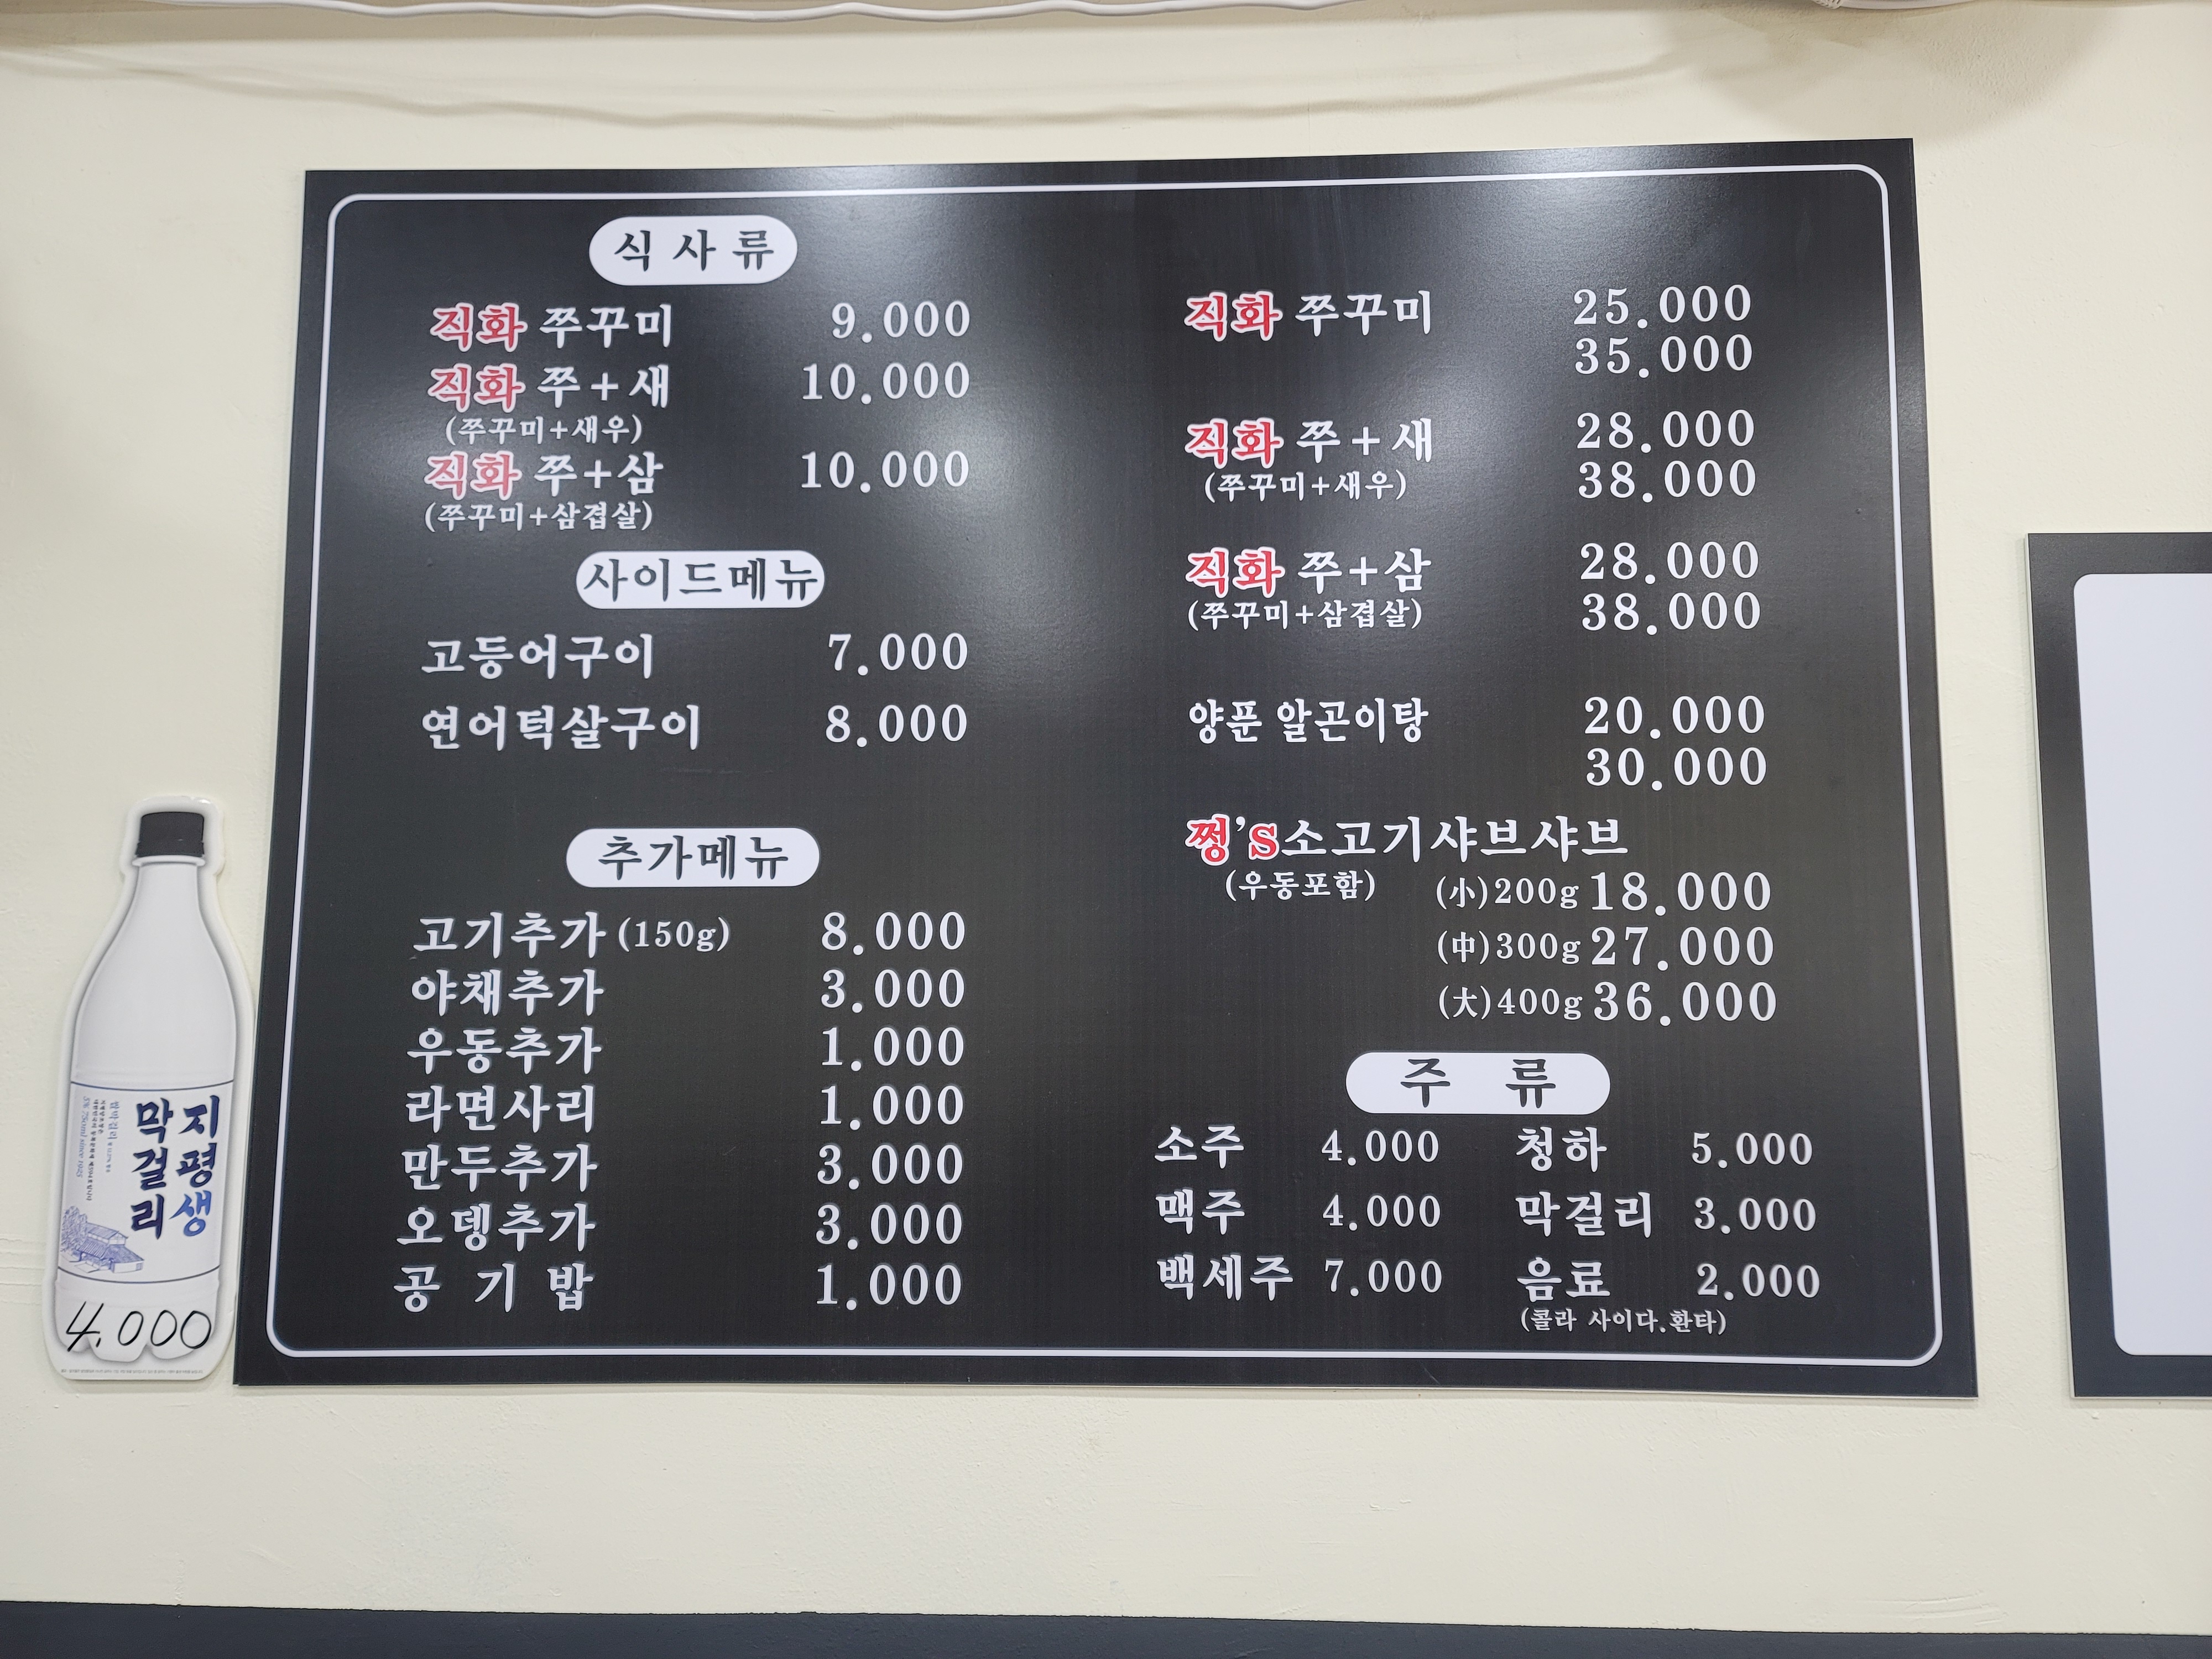 식 사 류
직화 쭈꾸미 9.000
직화 쭈+새 10.000
(쭈꾸미+새우)
직화 쭈+삼 10.000
(쭈꾸미+삼겹살)
사이드메뉴
고등어구이 7.000
연어턱살구이 8.000
추가메뉴
고기추가 (150g) 8.000
야채추가 3.000
우동추가 1.000
라면사리 1.000
만두추가 3.000
오뎅추가 3.000
공 기 밥 1.000
직화 쭈꾸미 25.000
35.000
직화 쭈+새 28.000
(쭈꾸미+새우) 38.000
직화 쭈+삼 28.000
(쭈꾸미+삼겹살) 38.000
양푼 알곤이탕 20.000
30.000
쩡's소고기샤브샤브
(우동포함) (小)200g 18.000
(中)300g 27.000
(大)400g 36.000
주 류
소주 4.000 청하 5.000
맥주 4.000 막걸리 3.000
백세주 7.000 음료 2.000
(콜라 사이다.환타)
지평생
막걸리
4.000